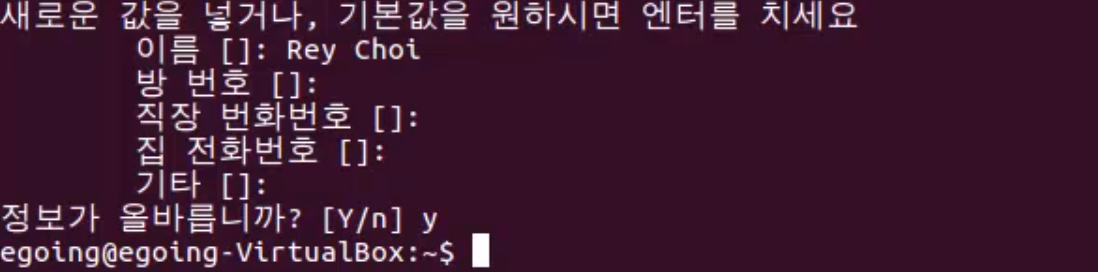 새로운 값을 넣거나, 기본값을 원하시면 엔터를 치세요
이름 []: Rey Choi
방 번호 []:
직장 번화번호 []:
집 전화번호 []:
기타 []:
정보가 올바릅니까? [Y/n] y
egoing@egoing-VirtualBox:~$